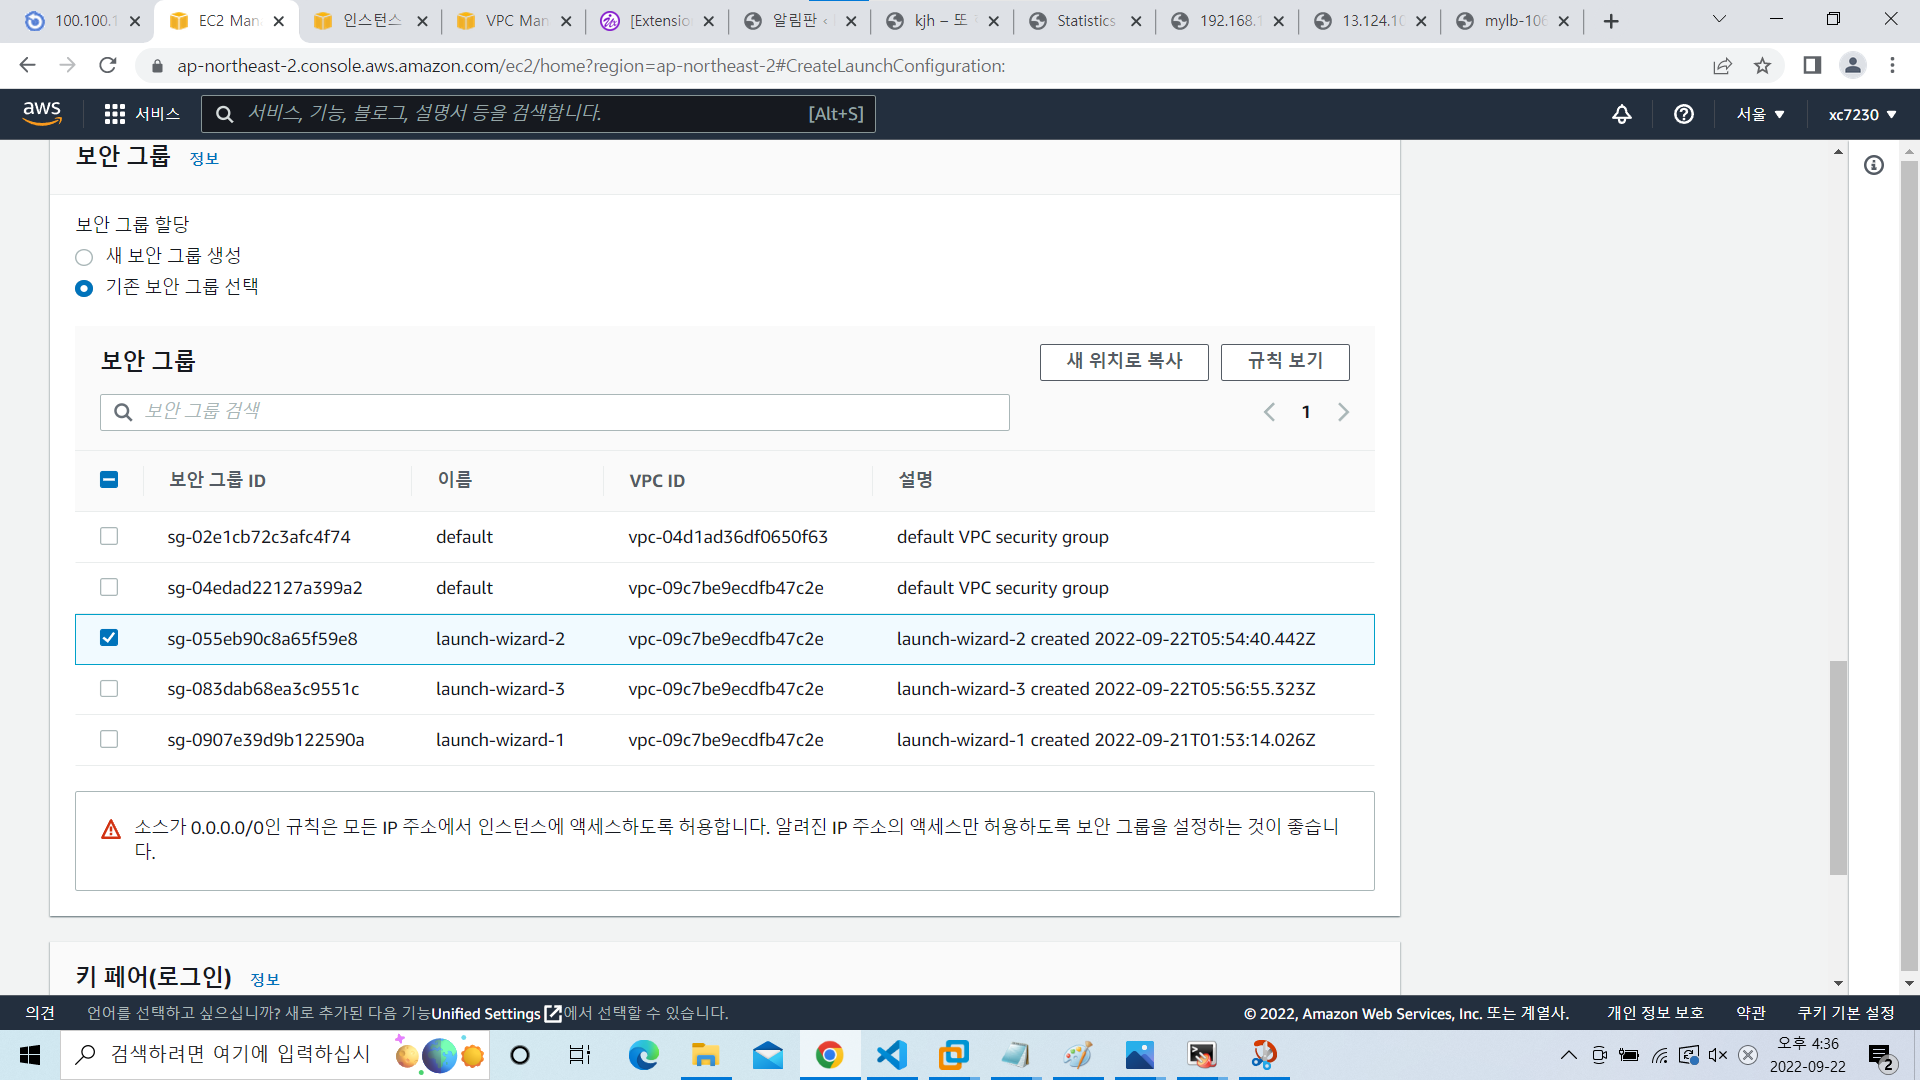 100.100.1
EC2 Man
인스턴스
VPC Man
[Extensio
알림판 ‹
kjh – 또
Statistics
192.168.1
13.124.10
mylb-106
ap-northeast-2.console.aws.amazon.com/ec2/home?region=ap-northeast-2#CreateLaunchConfiguration:
aws
서비스
서비스, 기능, 블로그, 설명서 등을 검색합니다.
[Alt+S]
서울
xc7230
보안 그룹 정보
보안 그룹 할당
새 보안 그룹 생성
기존 보안 그룹 선택
보안 그룹
새 위치로 복사
규칙 보기
보안 그룹 검색
1
보안 그룹 ID 이름 VPC ID 설명
sg-02e1cb72c3afc4f74 default vpc-04d1ad36df0650f63 default VPC security group
sg-04edad22127a399a2 default vpc-09c7be9ecdfb47c2e default VPC security group
sg-055eb90c8a65f59e8 launch-wizard-2 vpc-09c7be9ecdfb47c2e launch-wizard-2 created 2022-09-22T05:54:40.442Z
sg-083dab68ea3c9551c launch-wizard-3 vpc-09c7be9ecdfb47c2e launch-wizard-3 created 2022-09-22T05:56:55.323Z
sg-0907e39d9b122590a launch-wizard-1 vpc-09c7be9ecdfb47c2e launch-wizard-1 created 2022-09-21T01:53:14.026Z
소스가 0.0.0.0/0인 규칙은 모든 IP 주소에서 인스턴스에 액세스하도록 허용합니다. 알려진 IP 주소의 액세스만 허용하도록 보안 그룹을 설정하는 것이 좋습니
다.
키 페어(로그인) 정보
의견
언어를 선택하고 싶으십니까? 새로 추가된 다음 기능Unified Settings에서 선택할 수 있습니다.
© 2022, Amazon Web Services, Inc. 또는 계열사.
개인 정보 보호
약관
쿠키 기본 설정
검색하려면 여기에 입력하십시
오후 4:36
2022-09-22
2